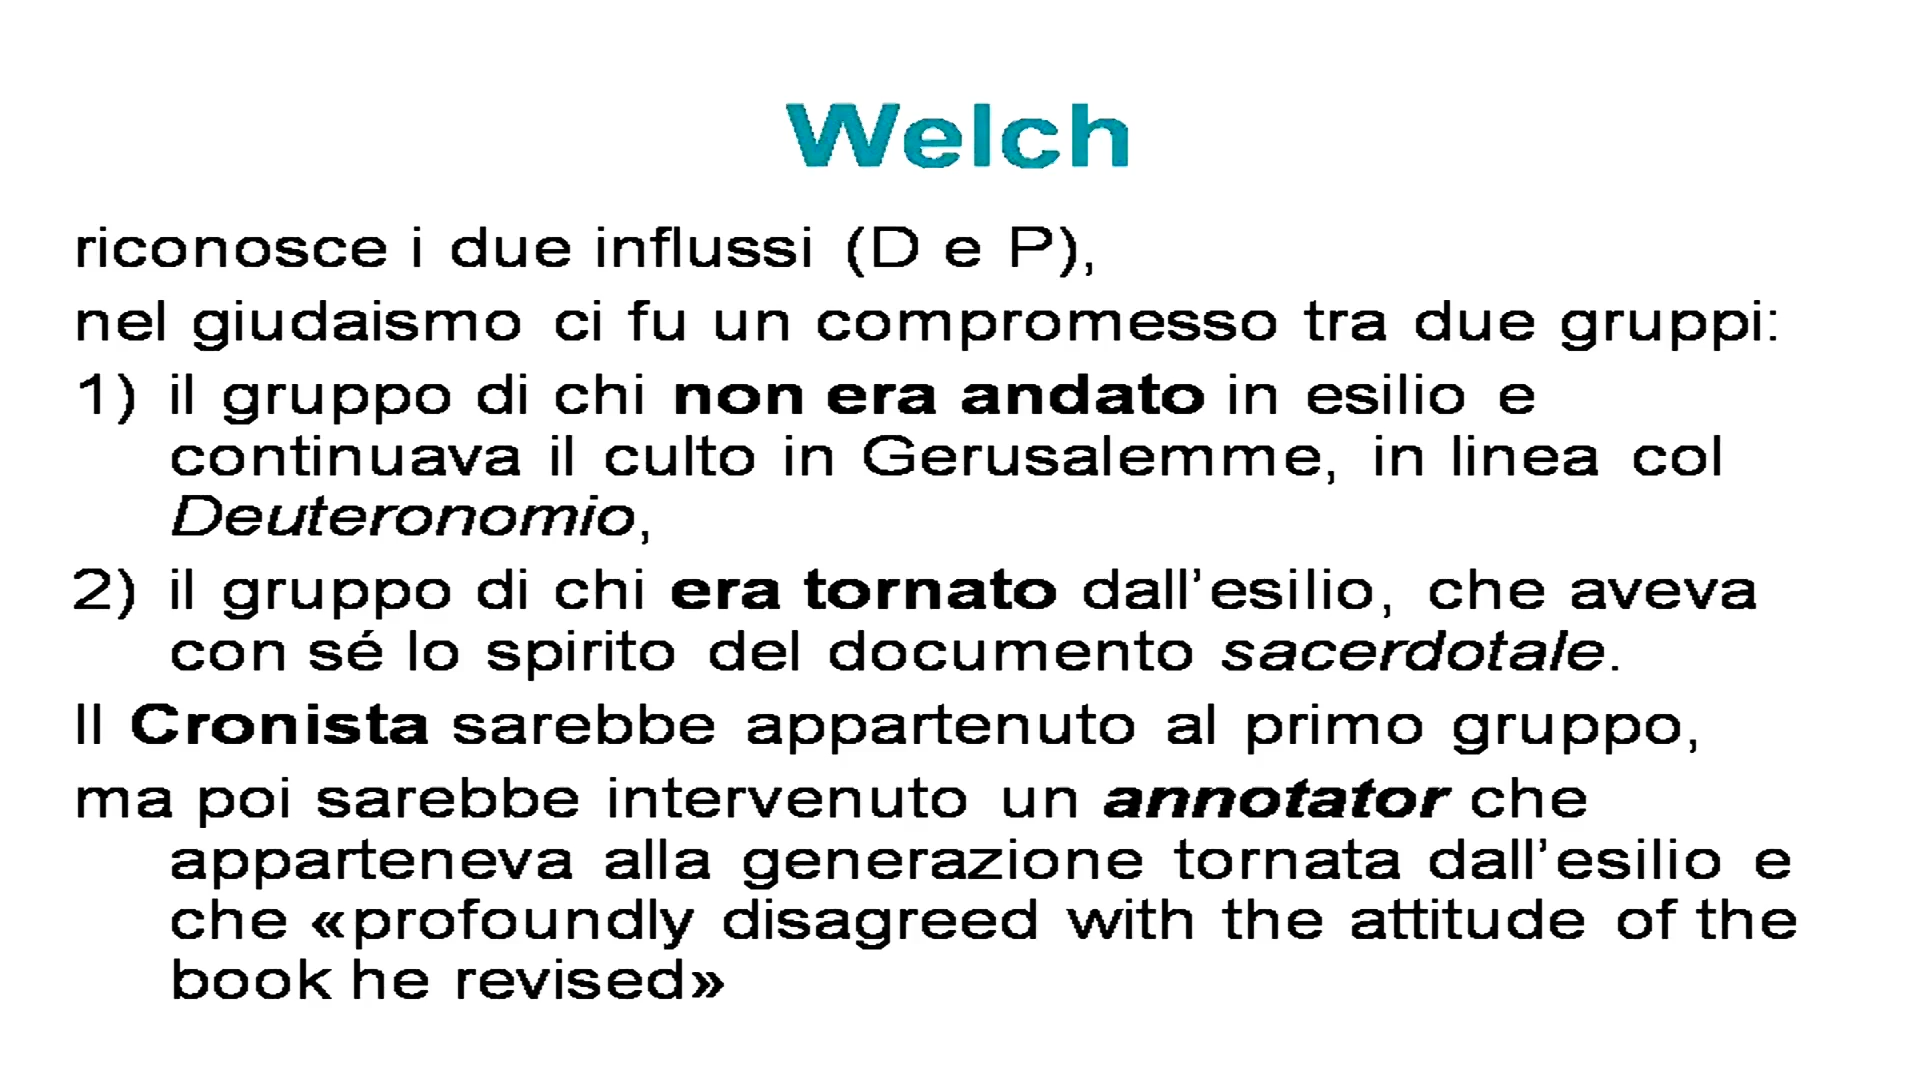 Welch
riconosce i due influssi (D e P),
nel giudaismo ci fu un compromesso tra due gruppi:
1) il gruppo di chi non era andato in esilio e
continuava il culto in Gerusalemme, in linea col
Deuteronomio,
2) il gruppo di chi era tornato dall’esilio, che aveva
con sé lo spirito del documento sacerdotale.
Il Cronista sarebbe appartenuto al primo gruppo,
ma poi sarebbe intervenuto un annotator che
apparteneva alla generazione tornata dall’esilio e
che «profoundly disagreed with the attitude of the
book he revised»